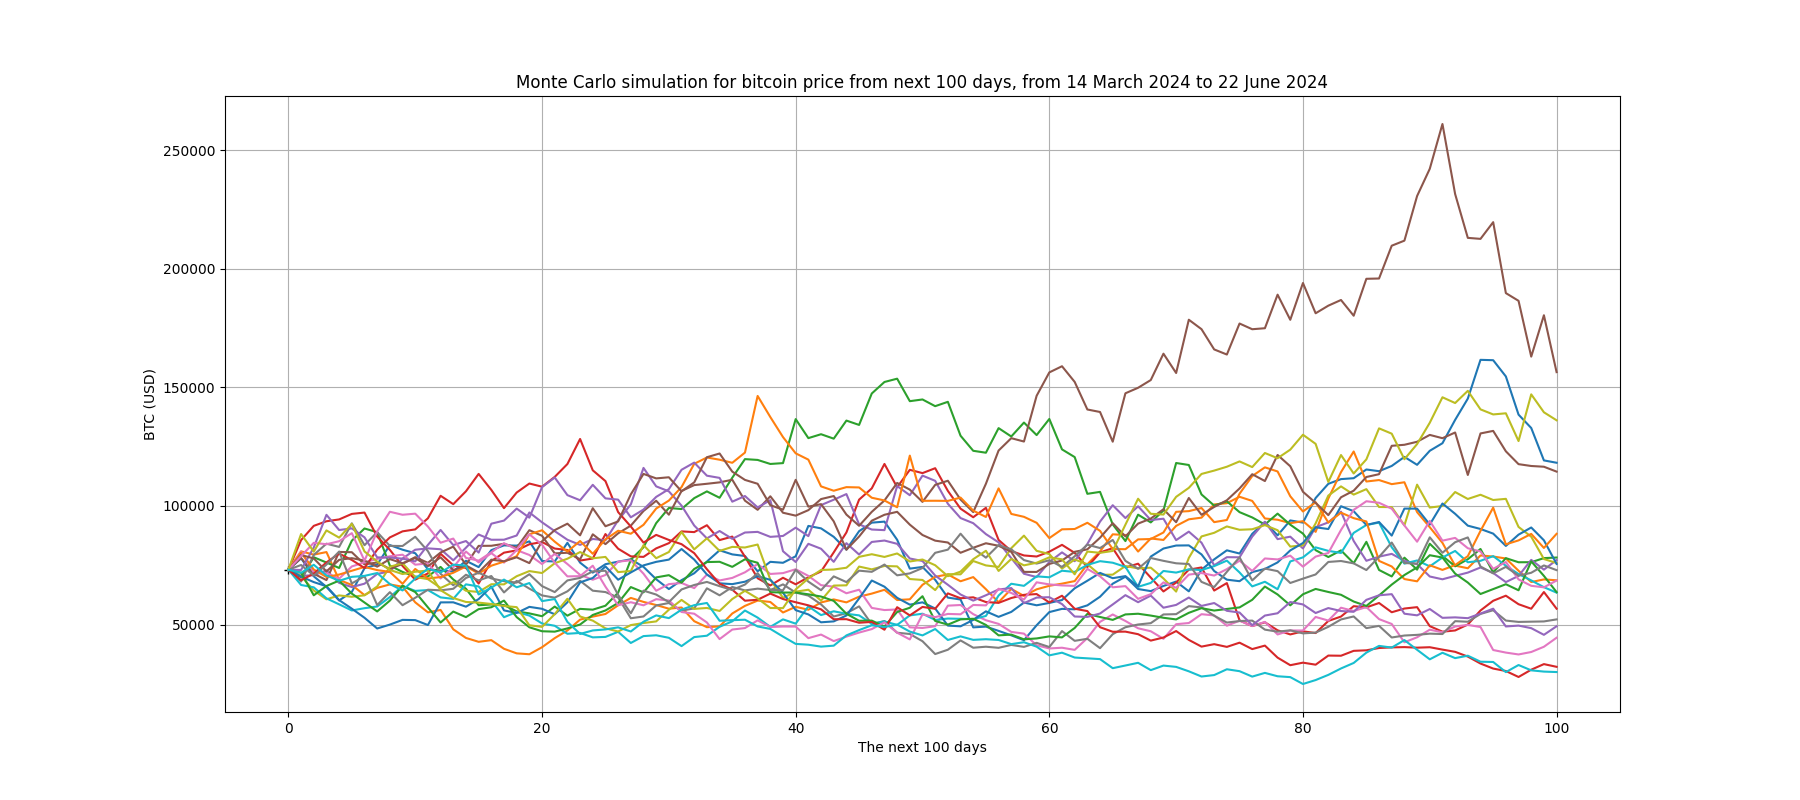 Monte Carlo simulation for bitcoin price from next 100 days, from 14 March 2024 to 22 June 2024
250000
200000
150000
100000
50000
BTC (USD)
0 20 40 60 80 100
The next 100 days